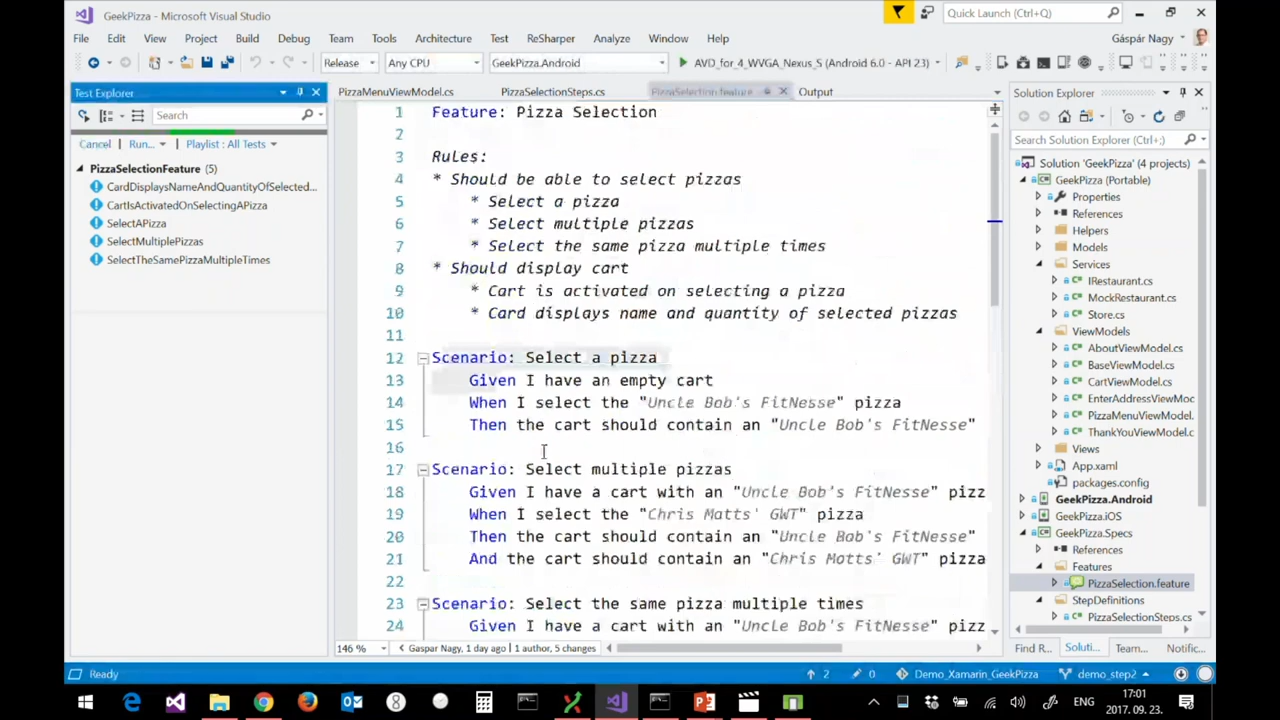 GeekPizza - Microsoft Visual Studio
Quick Launch (Ctrl+Q)
File Edit View Project Build Debug Team Tools Architecture Test ReSharper Analyze Window Help
Gáspár Nagy
Release Any CPU GeekPizza.Android AVD_for_4_WVGA_Nexus_S (Android 6.0 - API 23)
Test Explorer
Search
Cancel Run... Playlist : All Tests
PizzaSelectionFeature (5)
CardDisplaysNameAndQuantityOfSelected...
CartIsActivatedOnSelectingAPizza
SelectAPizza
SelectMultiplePizzas
SelectTheSamePizzaMultipleTimes
PizzaMenuViewModel.cs PizzaSelectionSteps.cs PizzaSelection.feature Output
1 Feature: Pizza Selection
2
3 Rules:
4 * Should be able to select pizzas
5 * Select a pizza
6 * Select multiple pizzas
7 * Select the same pizza multiple times
8 * Should display cart
9 * Cart is activated on selecting a pizza
10 * Card displays name and quantity of selected pizzas
11
12 Scenario: Select a pizza
13 Given I have an empty cart
14 When I select the "Uncle Bob's FitNesse" pizza
15 Then the cart should contain an "Uncle Bob's FitNesse"
16
17 Scenario: Select multiple pizzas
18 Given I have a cart with an "Uncle Bob's FitNesse" pizz
19 When I select the "Chris Matts' GWT" pizza
20 Then the cart should contain an "Uncle Bob's FitNesse"
21 And the cart should contain an "Chris Matts' GWT" pizza
22
23 Scenario: Select the same pizza multiple times
24 Given I have a cart with an "Uncle Bob's FitNesse" pizz
146 % Gaspar Nagy, 1 day ago | 1 author, 5 changes
Solution Explorer
Search Solution Explorer (Ctrl+;)
Solution 'GeekPizza' (4 projects)
GeekPizza (Portable)
Properties
References
Helpers
Models
Services
IRestaurant.cs
MockRestaurant.cs
Store.cs
ViewModels
AboutViewModel.cs
BaseViewModel.cs
CartViewModel.cs
EnterAddressViewMoc
PizzaMenuViewModel.
ThankYouViewModel.c
Views
App.xaml
packages.config
GeekPizza.Android
GeekPizza.iOS
GeekPizza.Specs
References
Features
PizzaSelection.feature
StepDefinitions
PizzaSelectionSteps.cs
Find R... Soluti... Team... Notific...
Ready
2 0 Demo_Xamarin_GeekPizza demo_step2
ENG
17:01
2017. 09. 23.